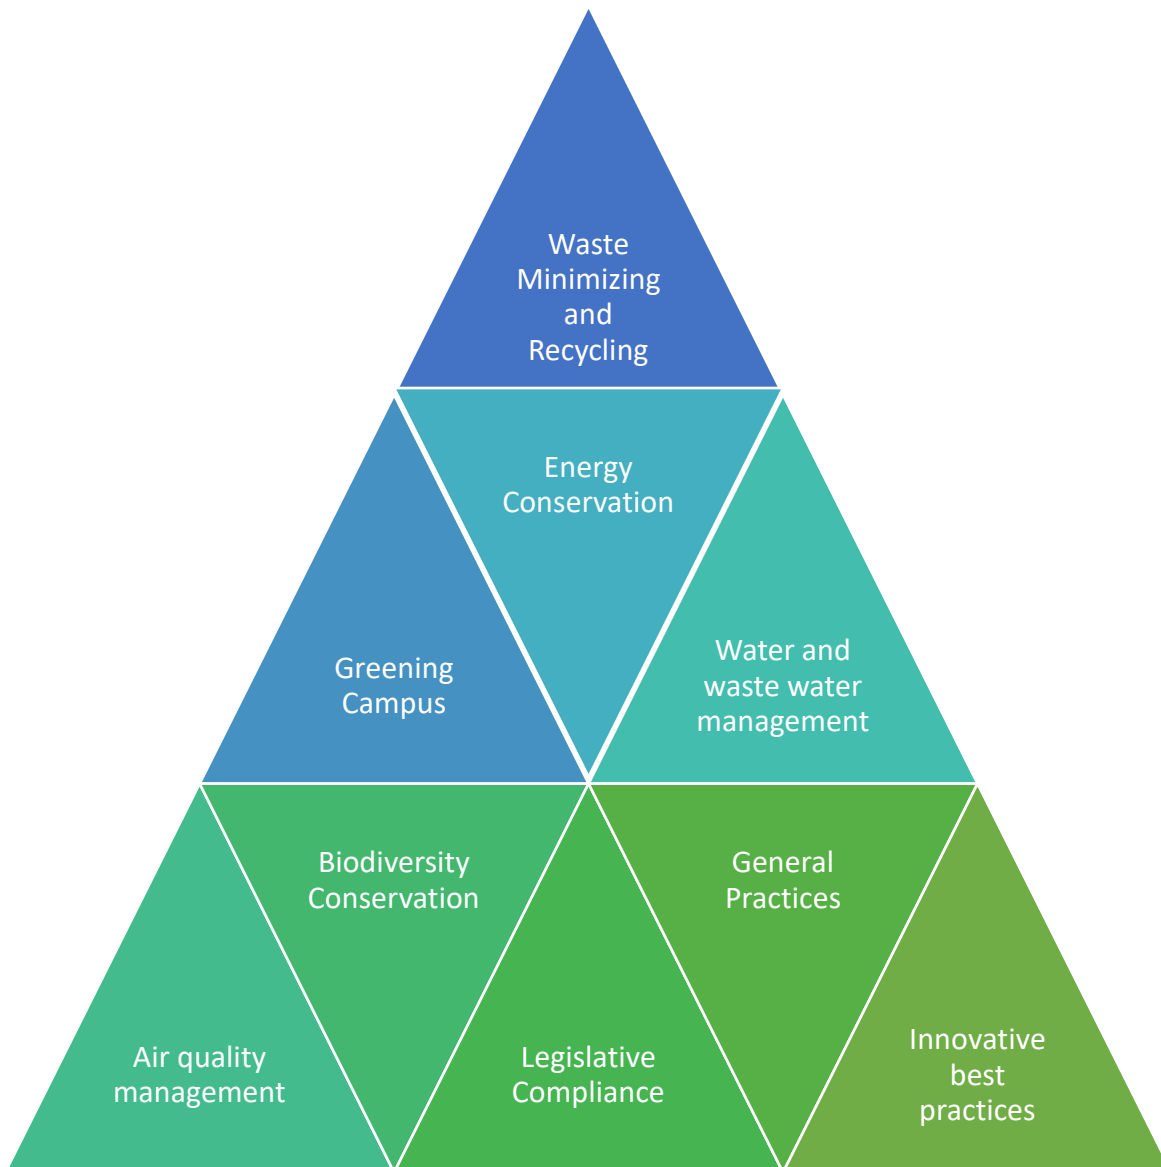 Waste
Minimizing
and
Recycling
Energy
Conservation
Greening
Campus
Water and
waste water
management
Biodiversity
Conservation
General
Practices
Air quality
management
Legislative
Compliance
Innovative
best
practices